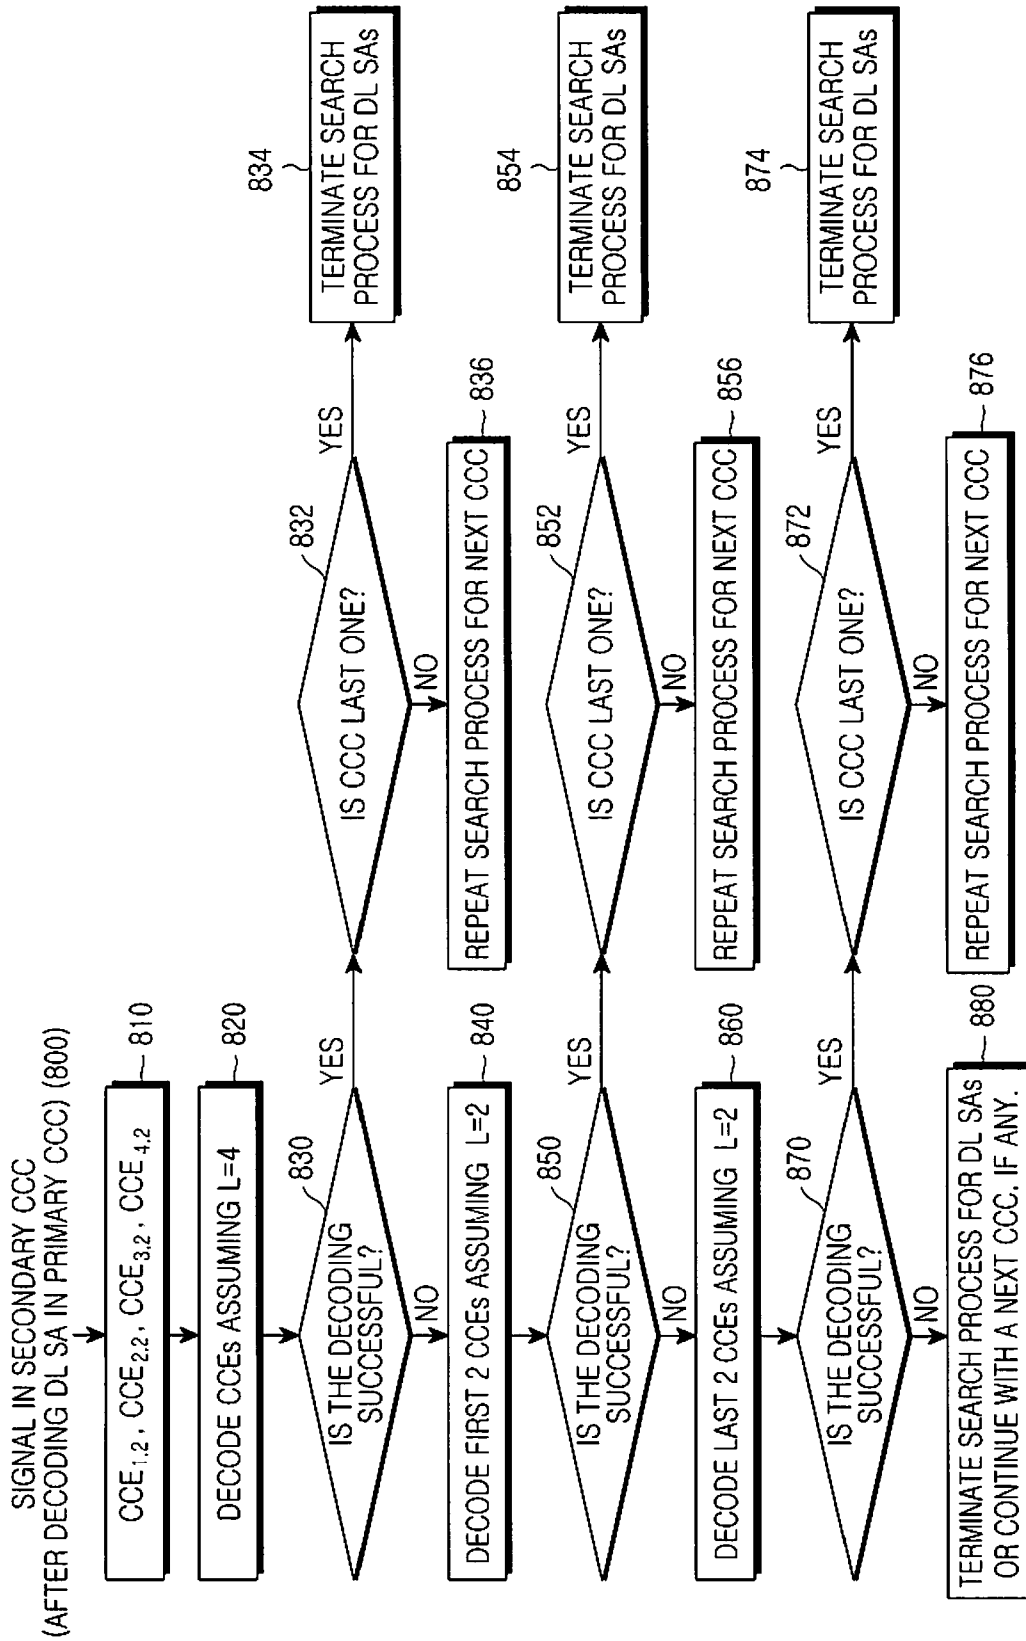 SIGNAL IN SECONDARY CCC
(AFTER DECODING DL SA IN PRIMARY CCC) (800)
CCE1.2, CCE2.2, CCE3.2, CCE4.2
810
DECODE CCEs ASSUMING L=4
820
830
IS THE DECODING
SUCCESSFUL?
YES
NO
832
IS CCC LAST ONE?
YES
NO
834
TERMINATE SEARCH
PROCESS FOR DL SAs
REPEAT SEARCH PROCESS FOR NEXT CCC
836
DECODE FIRST 2 CCEs ASSUMING L=2
840
850
IS THE DECODING
SUCCESSFUL?
YES
NO
852
IS CCC LAST ONE?
YES
NO
854
TERMINATE SEARCH
PROCESS FOR DL SAs
REPEAT SEARCH PROCESS FOR NEXT CCC
856
DECODE LAST 2 CCEs ASSUMING L=2
860
870
IS THE DECODING
SUCCESSFUL?
YES
NO
872
IS CCC LAST ONE?
YES
NO
874
TERMINATE SEARCH
PROCESS FOR DL SAs
REPEAT SEARCH PROCESS FOR NEXT CCC
876
TERMINATE SEARCH PROCESS FOR DL SAs
OR CONTINUE WITH A NEXT CCC, IF ANY.
880